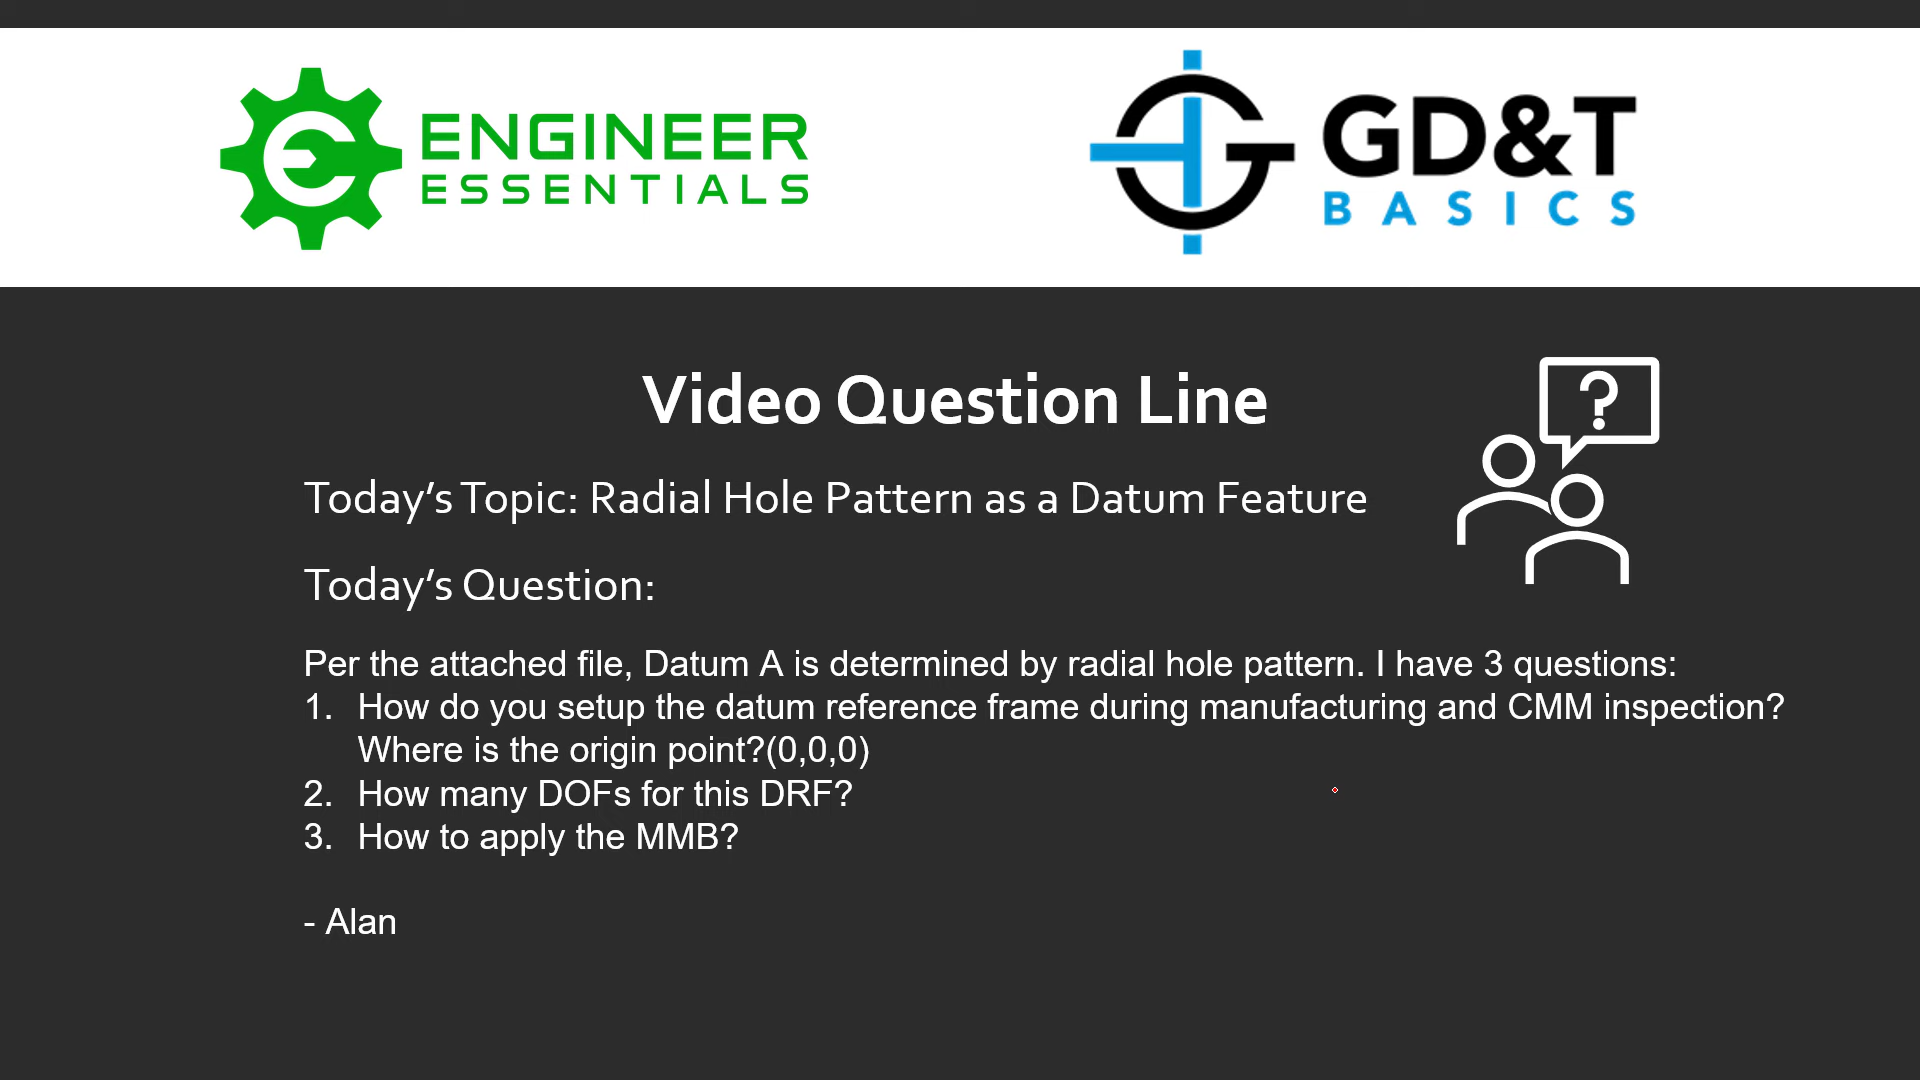 ENGINEER
ESSENTIALS
GD&T
BASICS
Video Question Line
Today's Topic: Radial Hole Pattern as a Datum Feature
Today's Question:
Per the attached file, Datum A is determined by radial hole pattern. I have 3 questions:
1. How do you setup the datum reference frame during manufacturing and CMM inspection?
Where is the origin point?(0,0,0)
2. How many DOFs for this DRF?
3. How to apply the MMB?
- Alan